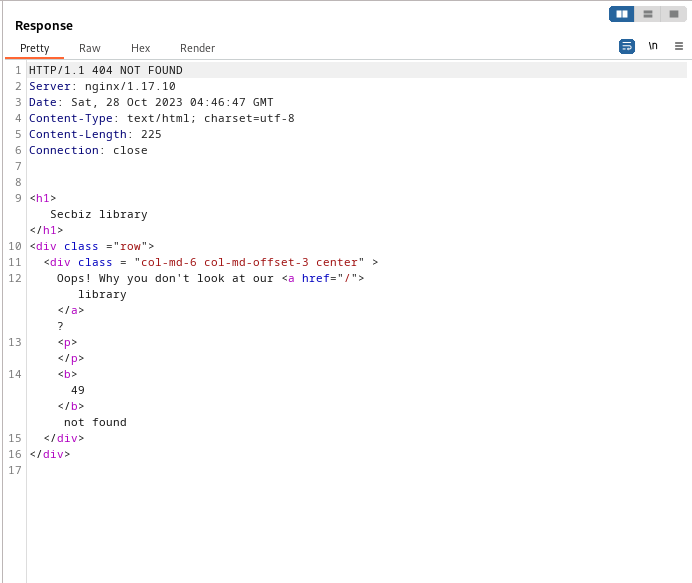 Response
Pretty Raw Hex Render \n
1 HTTP/1.1 404 NOT FOUND
2 Server: nginx/1.17.10
3 Date: Sat, 28 Oct 2023 04:46:47 GMT
4 Content-Type: text/html; charset=utf-8
5 Content-Length: 225
6 Connection: close
7
8
9 <h1>
Secbiz library
</h1>
10 <div class ="row">
11 <div class = "col-md-6 col-md-offset-3 center" >
12 Oops! Why you don't look at our <a href="/">
library
</a>
?
13 <p>
</p>
14 <b>
49
</b>
not found
15 </div>
16 </div>
17